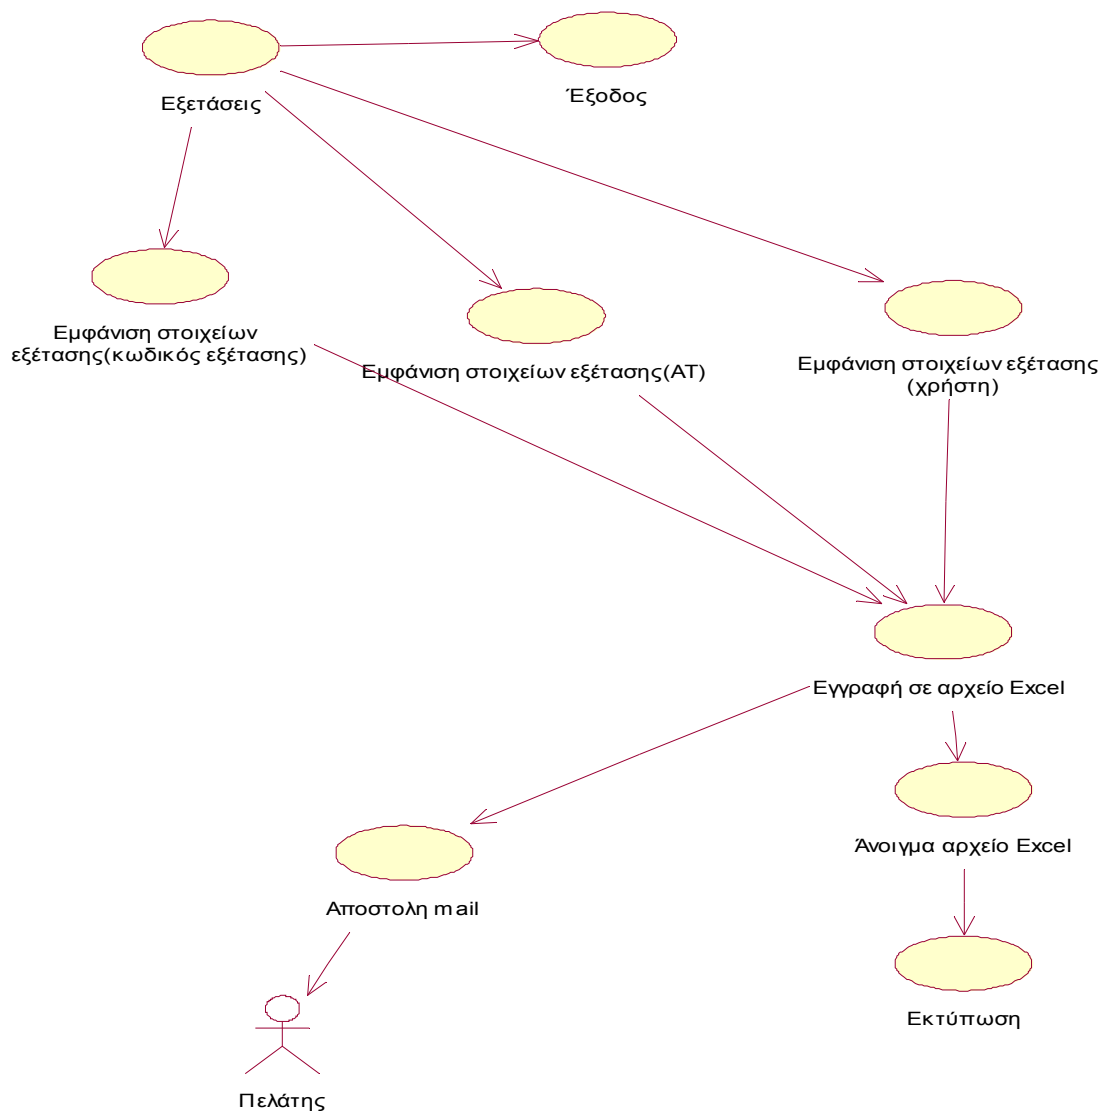 Εξετάσεις
Έξοδος
Εμφάνιση στοιχείων
εξέτασης(κωδικός εξέτασης)
Εμφάνιση στοιχείων εξέτασης(ΑΤ)
Εμφάνιση στοιχείων εξέτασης
(χρήστη)
Εγγραφή σε αρχείο Excel
Άνοιγμα αρχείο Excel
Αποστολη mail
Εκτύπωση
Πελάτης